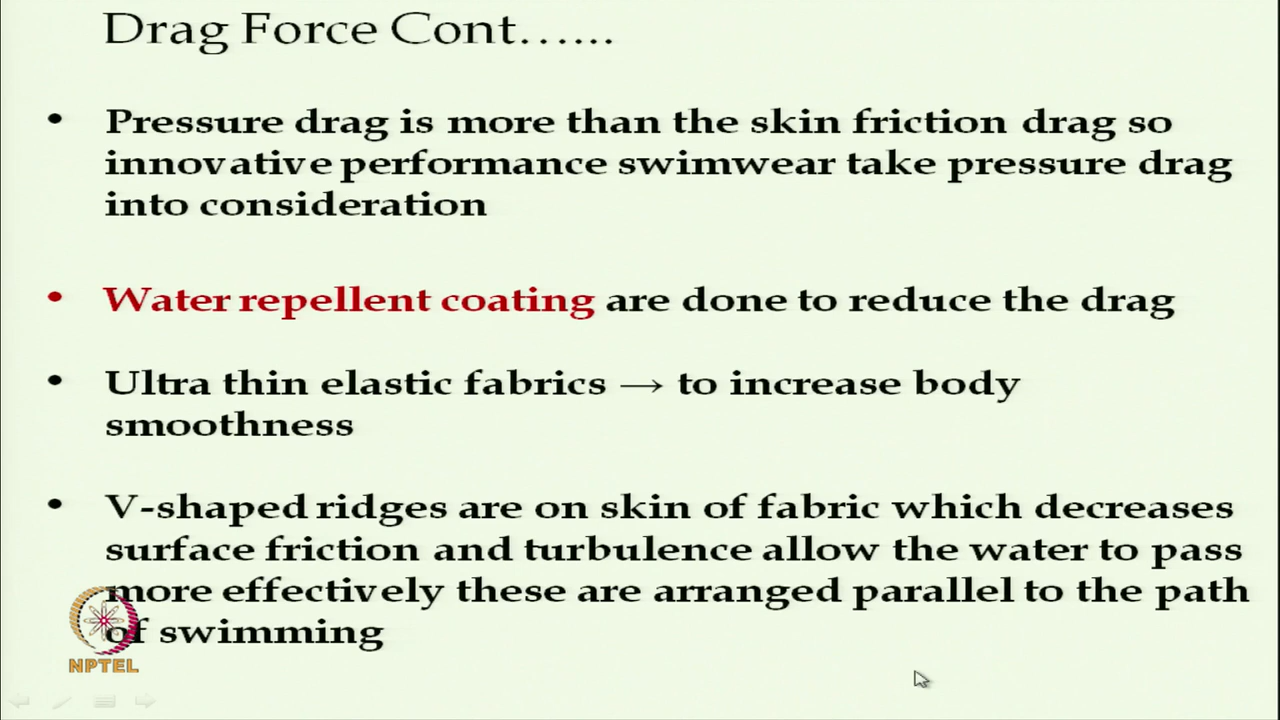 Drag Force Cont......
• Pressure drag is more than the skin friction drag so
innovative performance swimwear take pressure drag
into consideration
• Water repellent coating are done to reduce the drag
• Ultra thin elastic fabrics → to increase body
smoothness
• V-shaped ridges are on skin of fabric which decreases
surface friction and turbulence allow the water to pass
more effectively these are arranged parallel to the path
of swimming
NPTEL